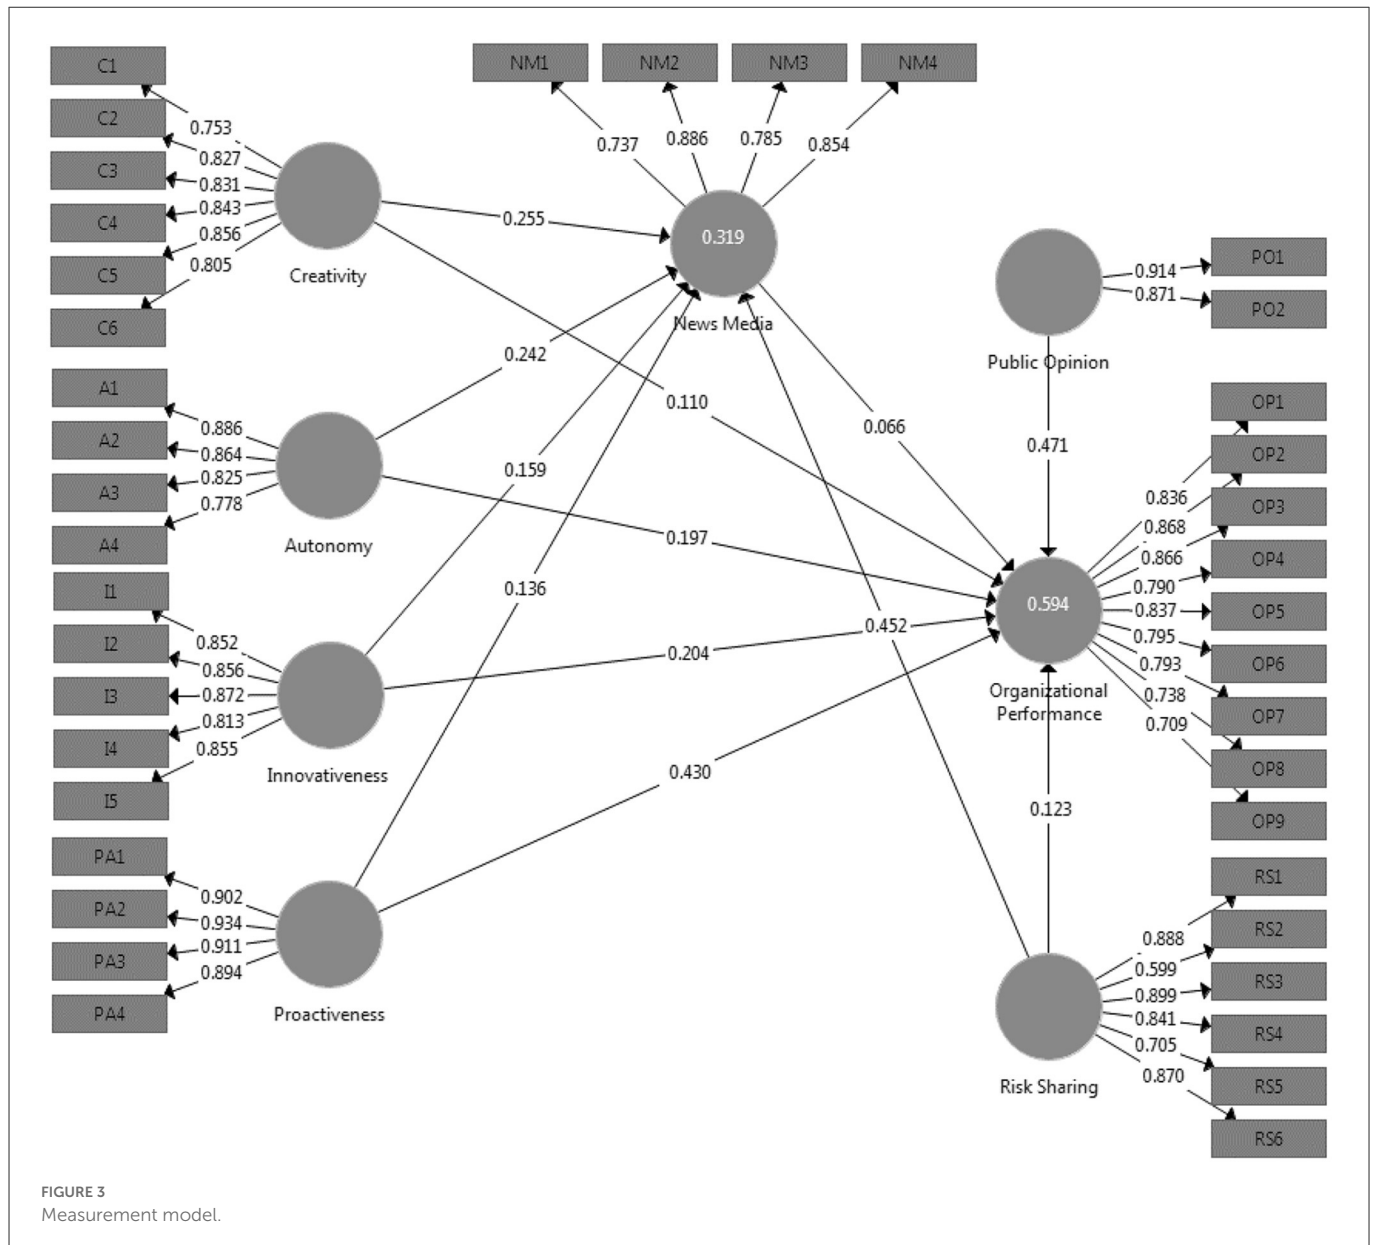 C1
C2
C3
C4
C5
C6
0.753
0.827
0.831
0.843
0.856
0.805
Creativity
NM1
NM2
NM3
NM4
0.737
0.886
0.785
0.854
0.319
News Media
0.255
0.242
0.159
0.136
0.110
0.066
0.197
0.204
0.430
0.452
A1
A2
A3
A4
0.886
0.864
0.825
0.778
Autonomy
I1
I2
I3
I4
I5
0.852
0.856
0.872
0.813
0.855
Innovativeness
PA1
PA2
PA3
PA4
0.902
0.934
0.911
0.894
Proactiveness
PO1
PO2
0.914
0.871
Public Opinion
0.471
OP1
OP2
OP3
OP4
OP5
OP6
OP7
OP8
OP9
0.836
0.868
0.866
0.790
0.837
0.795
0.793
0.738
0.709
0.594
Organizational
Performance
0.123
RS1
RS2
RS3
RS4
RS5
RS6
0.888
0.599
0.899
0.841
0.705
0.870
Risk Sharing
FIGURE 3
Measurement model.